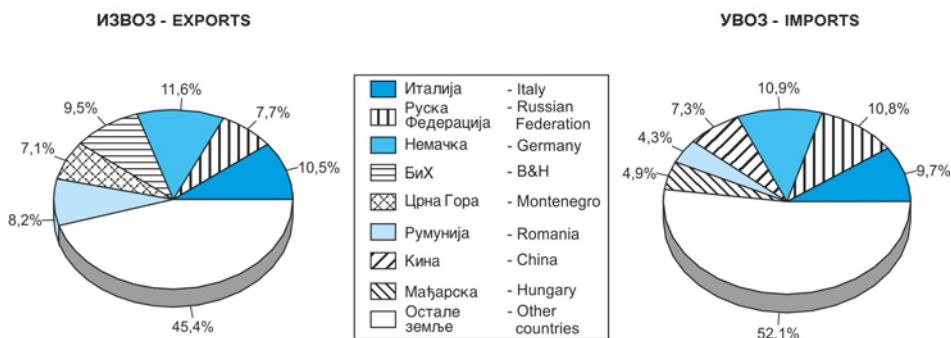 ИЗВОЗ - EXPORTS
11,6%
9,5%
7,7%
7,1%
10,5%
8,2%
45,4%
Италија - Italy
Руска - Russian
Федерација Federation
Немачка - Germany
БиХ - B&H
Црна Гора - Montenegro
Румунија - Romania
Кина - China
Мађарска - Hungary
Остале - Other
земље countries
УВОЗ - IMPORTS
10,9%
7,3%
10,8%
4,3%
4,9%
9,7%
52,1%